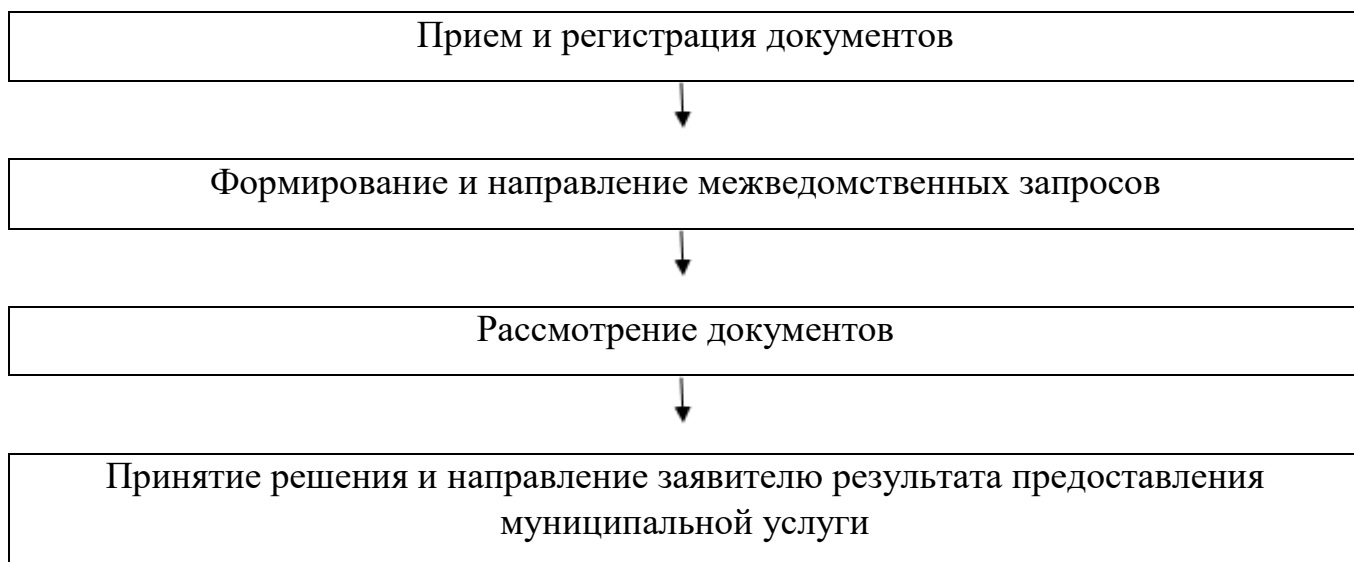 Прием и регистрация документов
Формирование и направление межведомственных запросов
Рассмотрение документов
Принятие решения и направление заявителю результата предоставления
муниципальной услуги